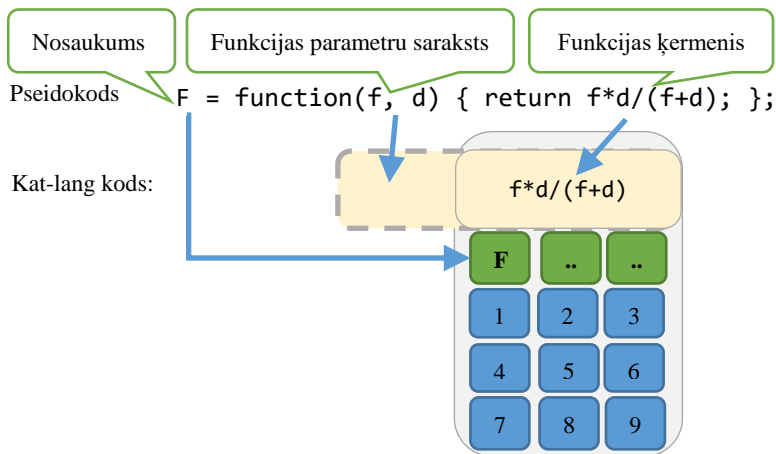 Nosaukums
Funkcijas parametru saraksts
Funkcijas ķermenis
Pseidokods
F = function(f, d) { return f*d/(f+d); };
Kat-lang kods:
f*d/(f+d)
F .. ..
1 2 3
4 5 6
7 8 9